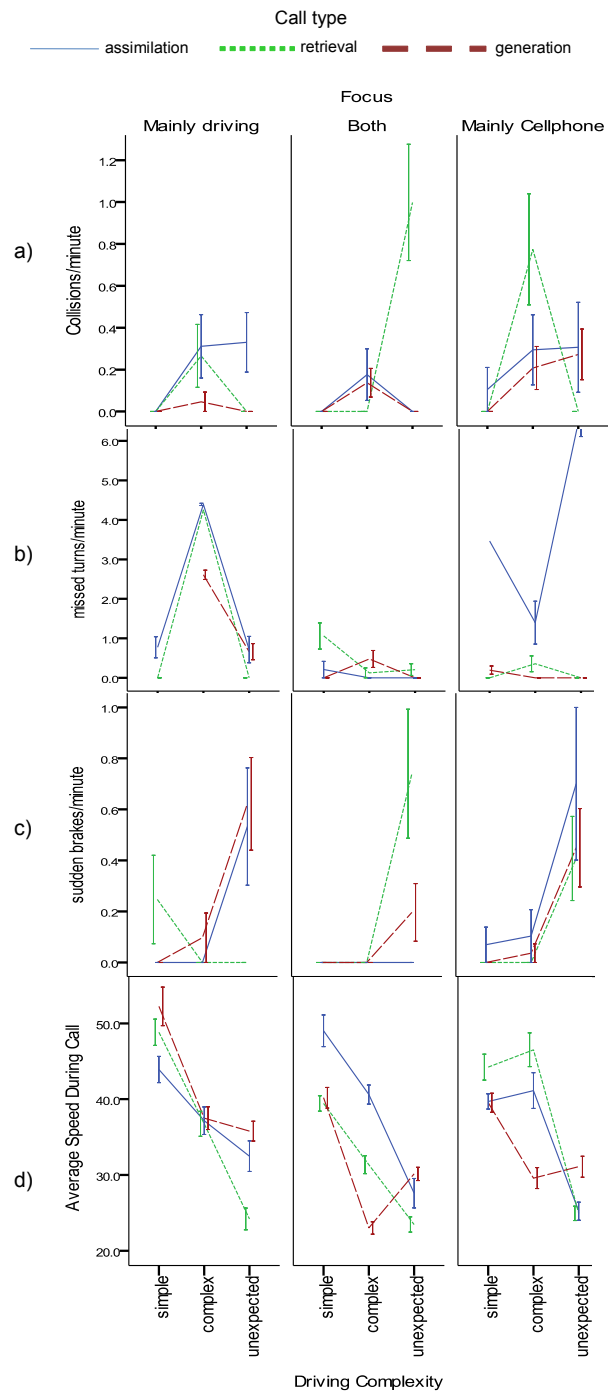 Call type
assimilation retrieval generation
Focus
Mainly driving Both Mainly Cellphone
a)
Collisions/minute
1.2
1.0
0.8
0.6
0.4
0.2
0.0
b)
missed turns/minute
6.0
5.0
4.0
3.0
2.0
1.0
0.0
c)
sudden brakes/minute
1.0
0.8
0.6
0.4
0.2
0.0
d)
Average Speed During Call
50.0
40.0
30.0
20.0
simple complex unexpected simple complex unexpected simple complex unexpected
Driving Complexity